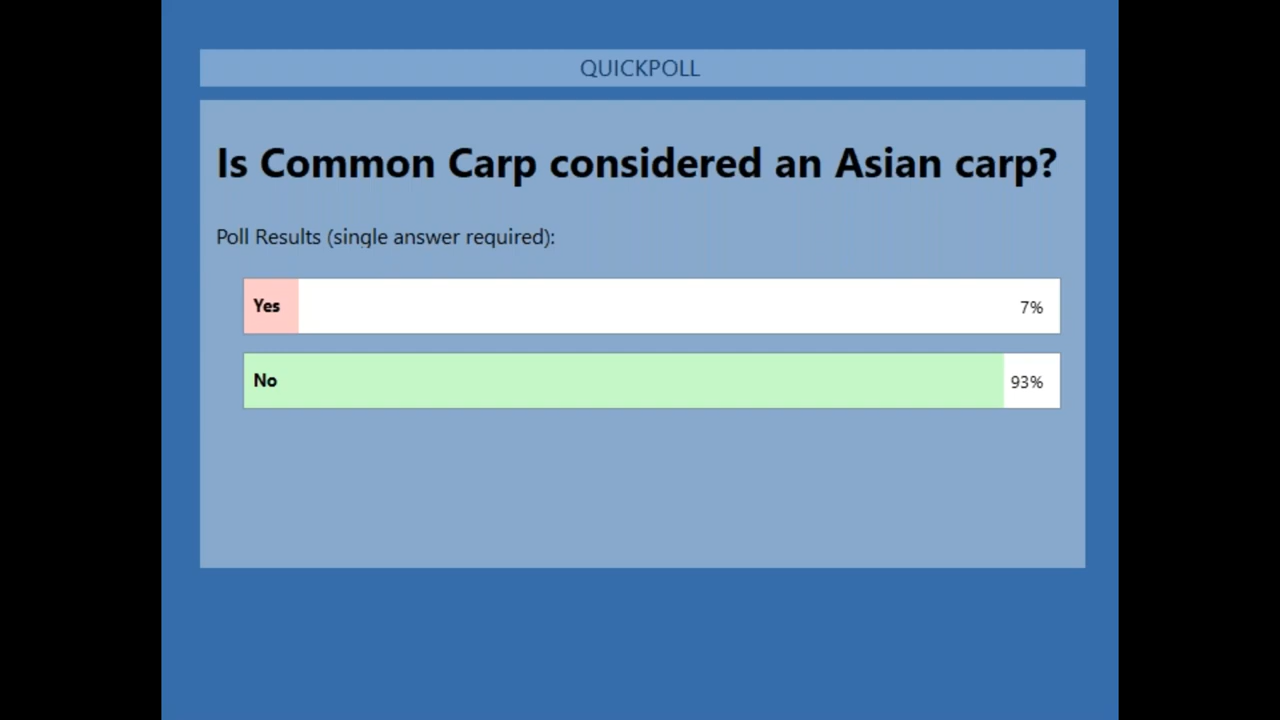 QUICKPOLL
Is Common Carp considered an Asian carp?
Poll Results (single answer required):
Yes 7%
No 93%